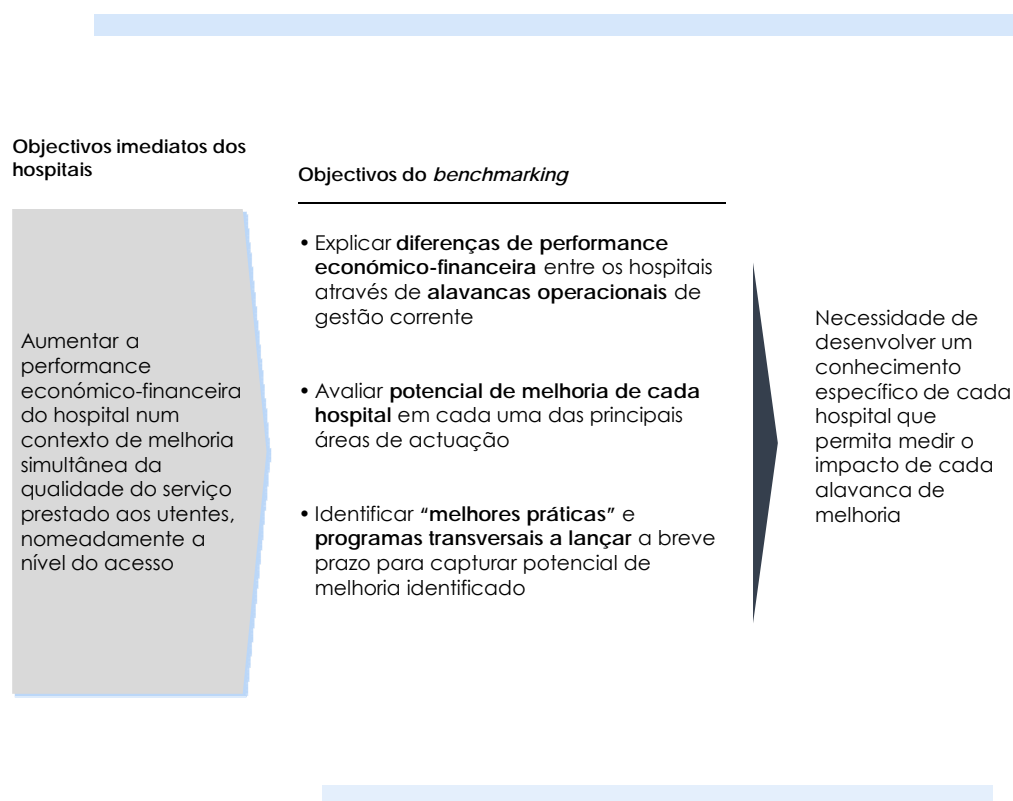 Objectivos imediatos dos
hospitais
Aumentar a
performance
económico-financeira
do hospital num
contexto de melhoria
simultânea da
qualidade do serviço
prestado aos utentes,
nomeadamente a
nível do acesso
Objectivos do benchmarking
• Explicar diferenças de performance
económico-financeira entre os hospitais
através de alavancas operacionais de
gestão corrente
• Avaliar potencial de melhoria de cada
hospital em cada uma das principais
áreas de actuação
• Identificar “melhores práticas” e
programas transversais a lançar a breve
prazo para capturar potencial de
melhoria identificado
Necessidade de
desenvolver um
conhecimento
específico de cada
hospital que
permita medir o
impacto de cada
alavanca de
melhoria